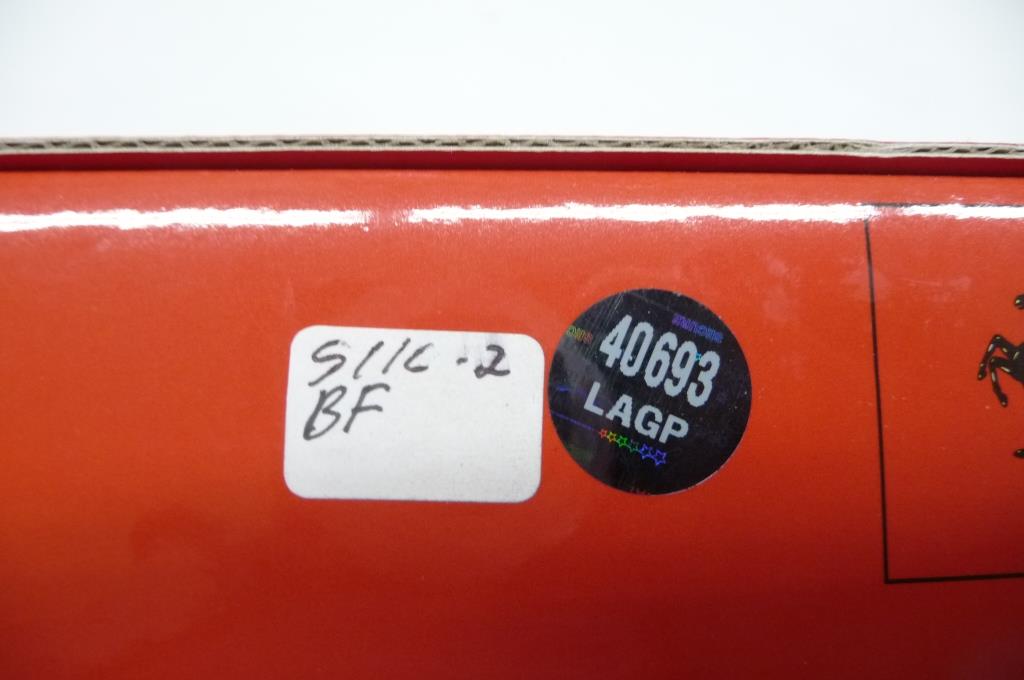 S11C-2
BF
40693
LAGP